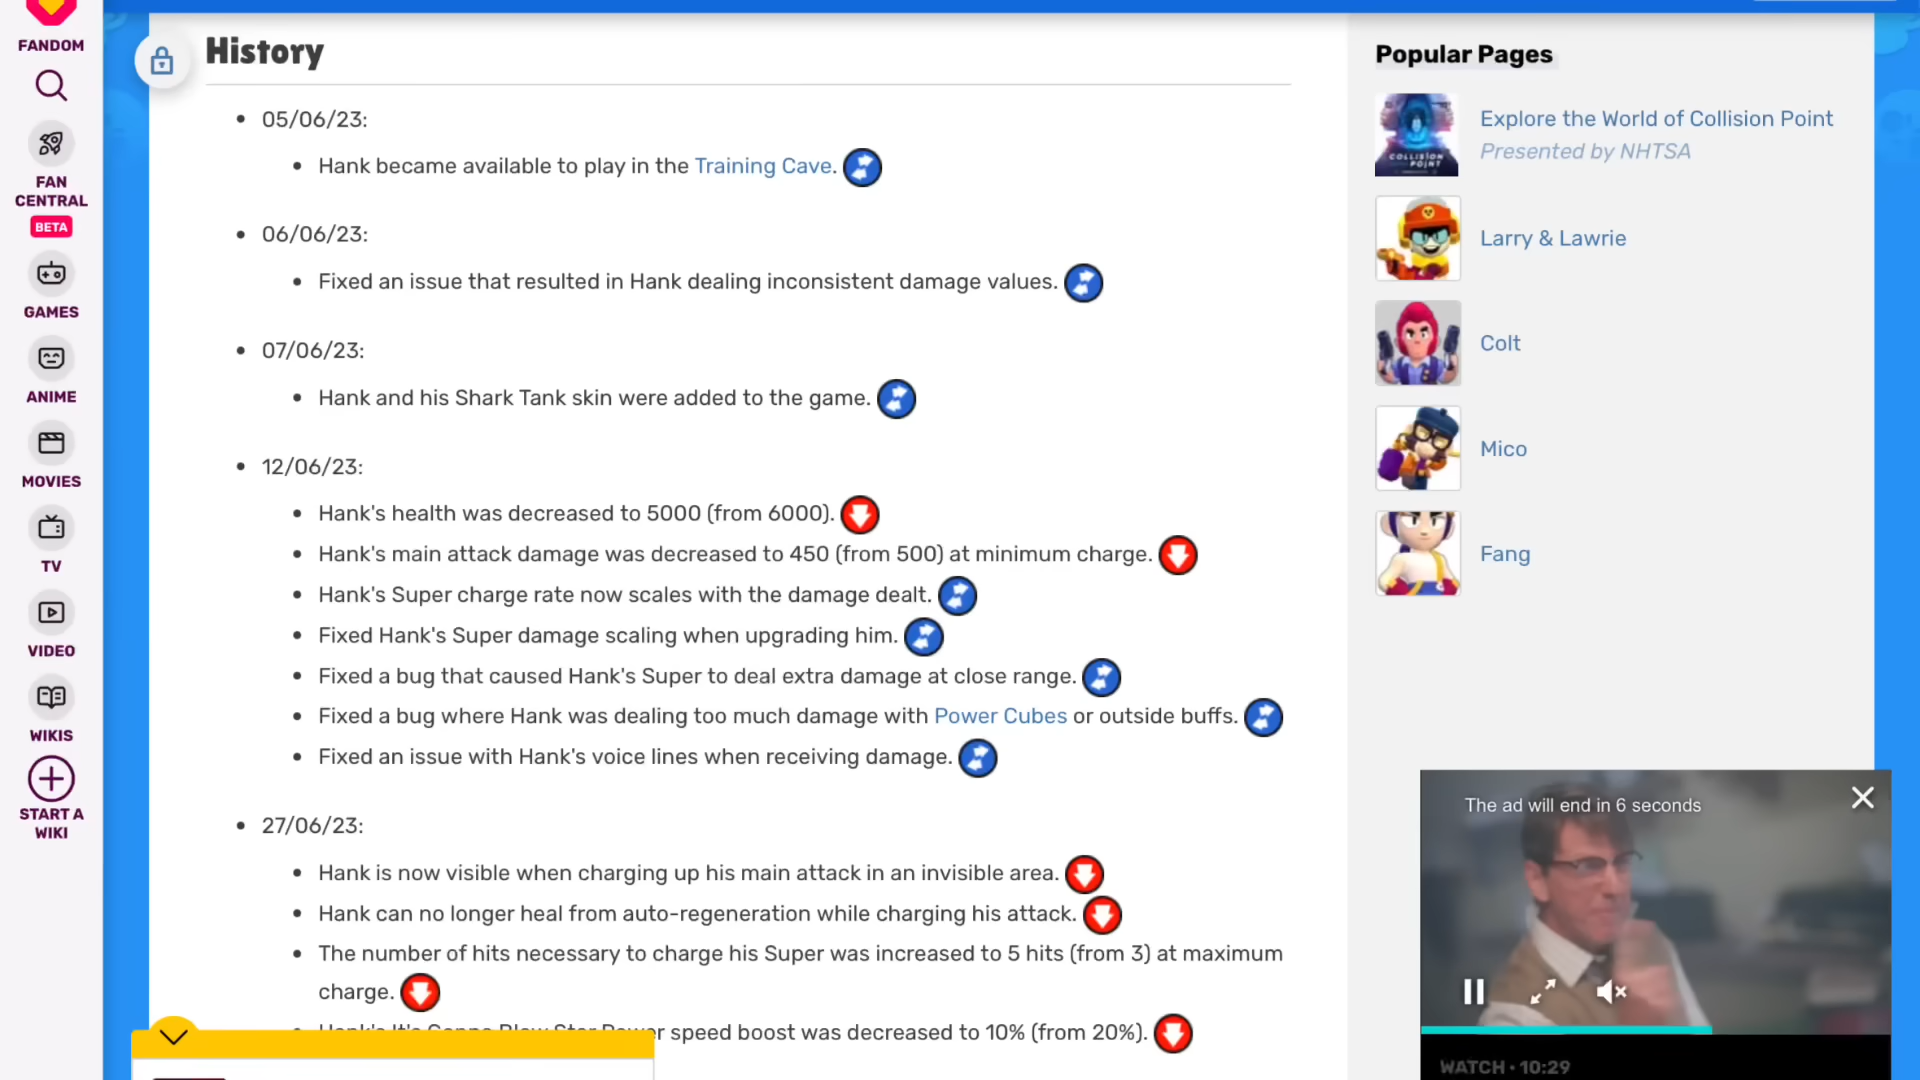 FANDOM
FAN
CENTRAL
BETA
GAMES
ANIME
MOVIES
TV
VIDEO
WIKIS
START A
WIKI
History
05/06/23:
Hank became available to play in the Training Cave.
06/06/23:
Fixed an issue that resulted in Hank dealing inconsistent damage values.
07/06/23:
Hank and his Shark Tank skin were added to the game.
12/06/23:
Hank's health was decreased to 5000 (from 6000).
Hank's main attack damage was decreased to 450 (from 500) at minimum charge.
Hank's Super charge rate now scales with the damage dealt.
Fixed Hank's Super damage scaling when upgrading him.
Fixed a bug that caused Hank's Super to deal extra damage at close range.
Fixed a bug where Hank was dealing too much damage with Power Cubes or outside buffs.
Fixed an issue with Hank's voice lines when receiving damage.
27/06/23:
Hank is now visible when charging up his main attack in an invisible area.
Hank can no longer heal from auto-regeneration while charging his attack.
The number of hits necessary to charge his Super was increased to 5 hits (from 3) at maximum
charge.
Hank's It's Gonna Blow Star Power speed boost was decreased to 10% (from 20%).
Popular Pages
COLLISION
POINT
Explore the World of Collision Point
Presented by NHTSA
Larry & Lawrie
Colt
Mico
Fang
The ad will end in 6 seconds
WATCH • 10:29